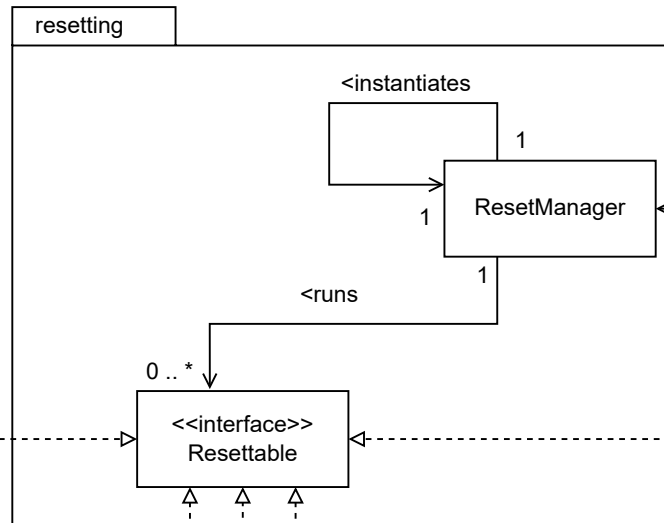 resetting
<instantiates
1
1
ResetManager
1
<runs
0 .. *
<<interface>>
Resettable